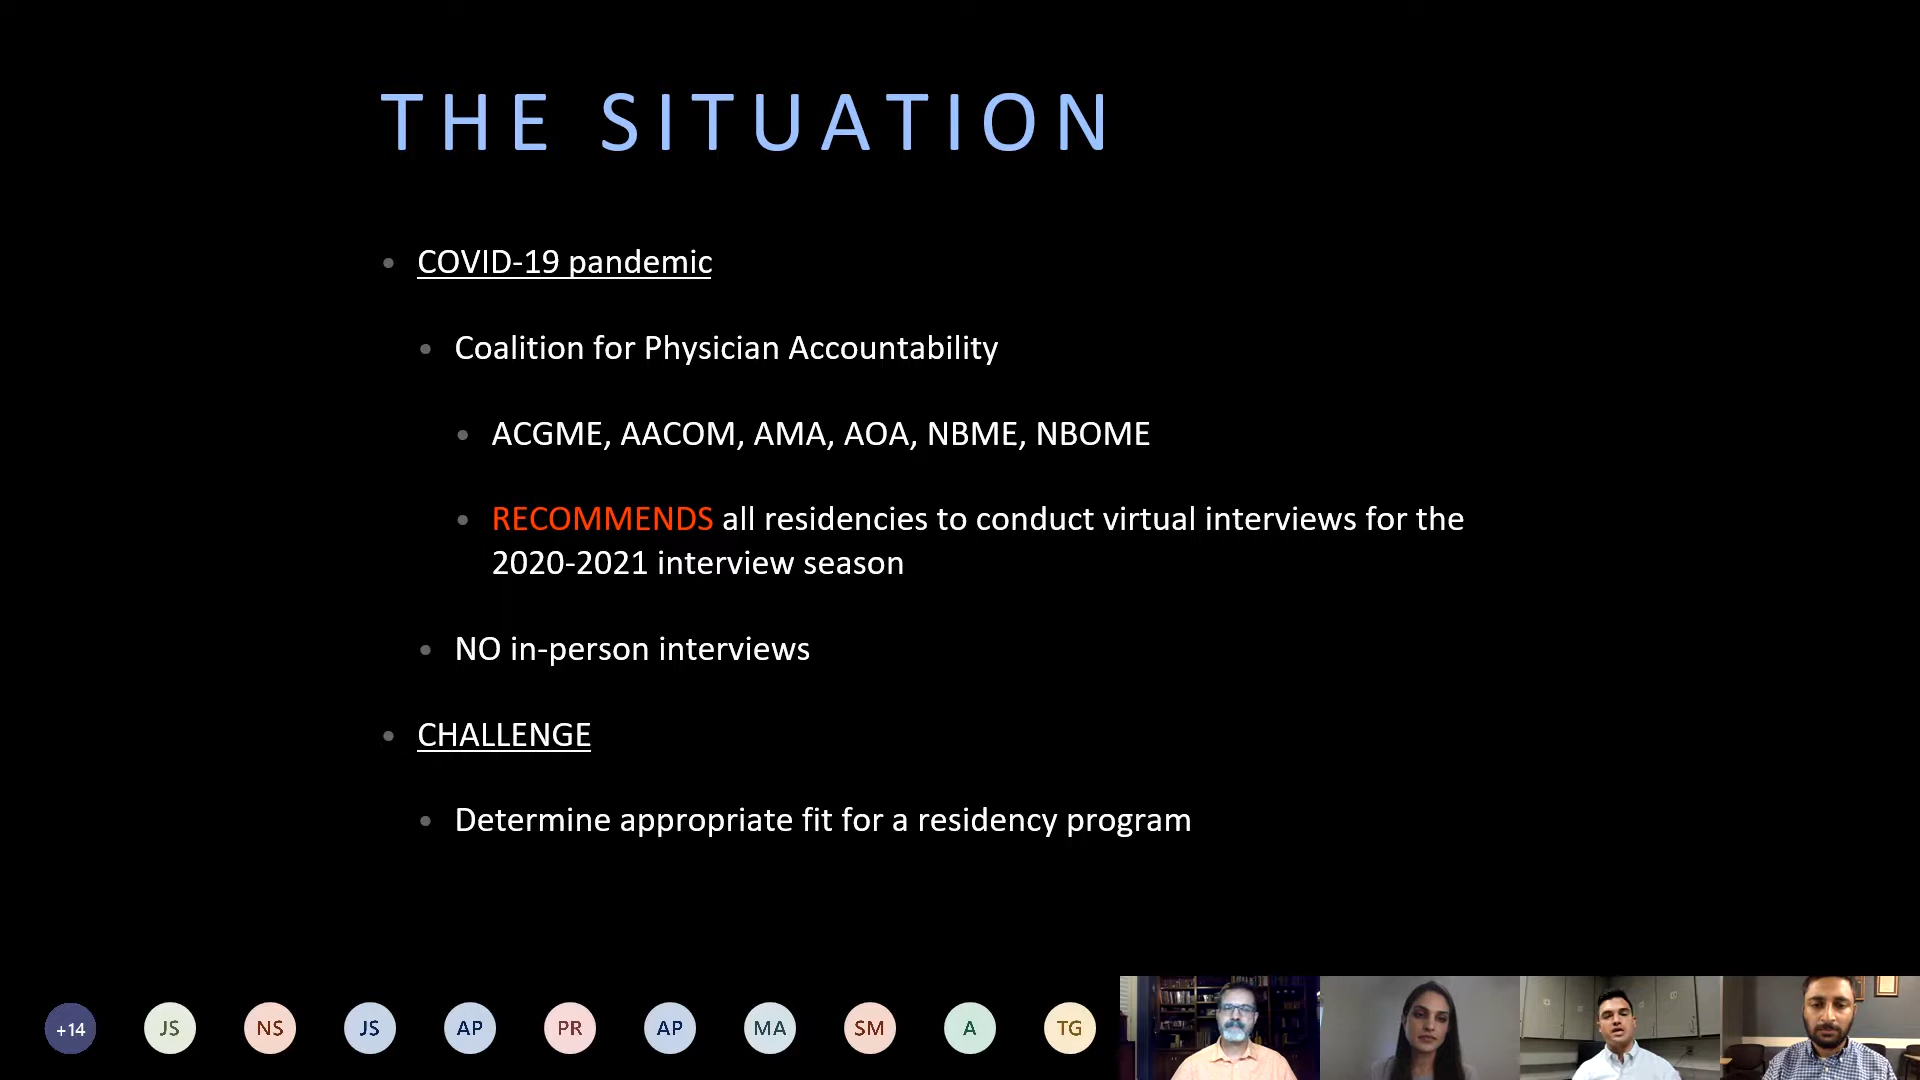 THE SITUATION
COVID-19 pandemic
Coalition for Physician Accountability
ACGME, AACOM, AMA, AOA, NBME, NBOME
RECOMMENDS all residencies to conduct virtual interviews for the
2020-2021 interview season
NO in-person interviews
CHALLENGE
Determine appropriate fit for a residency program
+14 JS NS JS AP PR AP MA SM A TG